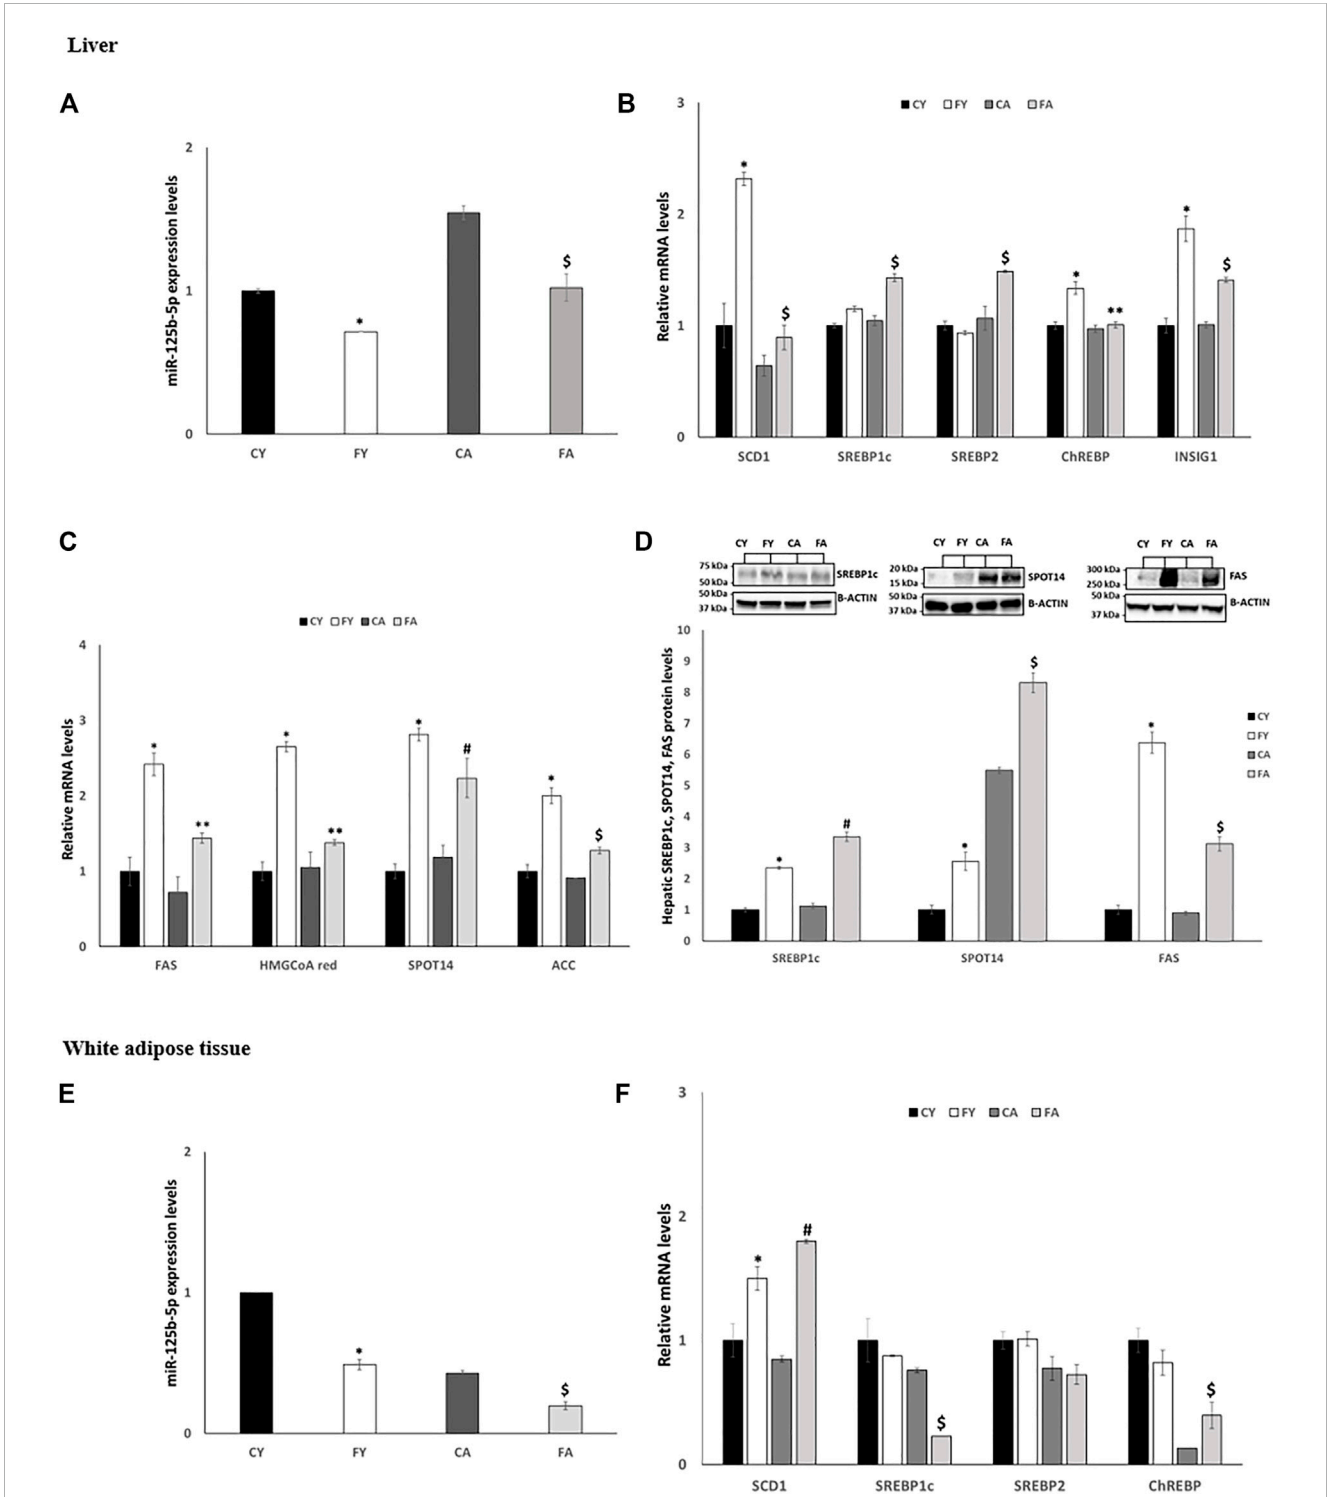 Liver
A
2
1
0
miR-125b-5p expression levels
*
$
CY FY CA FA
B
CY FY CA FA
3
2
1
0
Relative mRNA levels
* $ $ $ * ** * $
SCD1 SREBP1c SREBP2 ChREBP INSIG1
C
CY FY CA FA
4
3
2
1
0
Relative mRNA levels
* ** * ** * # * $
FAS HMGCoA red SPOT14 ACC
D
CY FY CA FA
75 kDa
50 kDa
SREBP1c
50 kDa
37 kDa
B-ACTIN
CY FY CA FA
20 kDa
15 kDa
SPOT14
50 kDa
37 kDa
B-ACTIN
CY FY CA FA
300 kDa
250 kDa
FAS
50 kDa
37 kDa
B-ACTIN
10
9
8
7
6
5
4
3
2
1
0
Hepatic SREBP1c, SPOT14, FAS protein levels
* # * $ * $
CY
FY
CA
FA
SREBP1c SPOT14 FAS
White adipose tissue
E
2
1
0
miR-125b-5p expression levels
*
$
CY FY CA FA
F
CY FY CA FA
3
2
1
0
Relative mRNA levels
* # $ $
SCD1 SREBP1c SREBP2 ChREBP